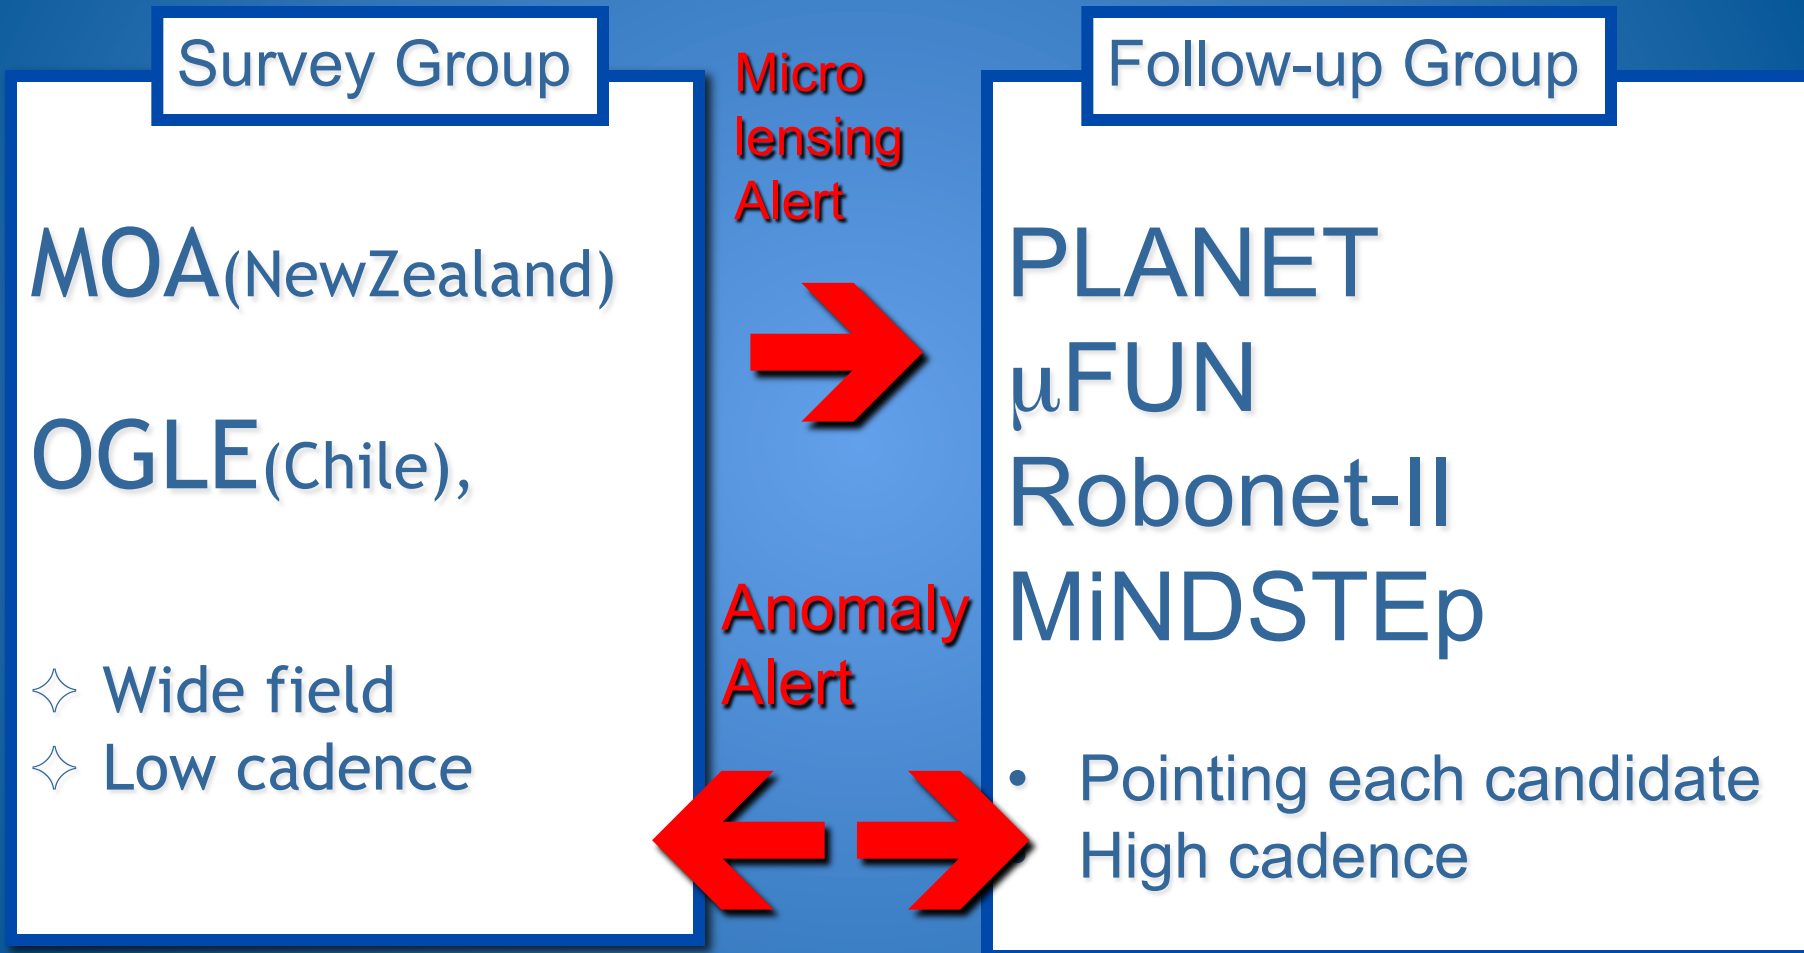 Survey Group
MOA(NewZealand)
OGLE(Chile),
Wide field
Low cadence
Micro
lensing
Alert
Anomaly
Alert
Follow-up Group
PLANET
μFUN
Robonet-II
MiNDSTEp
• Pointing each candidate
• High cadence